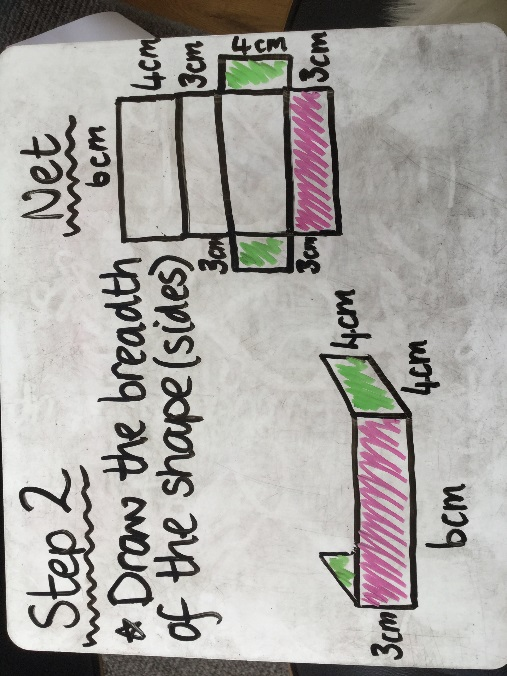 Step 2
* Draw the breadth
of the shape (sides)
Net
6cm
4cm
3cm
3cm
4cm
3cm
3cm
4cm
3cm
4cm
6cm